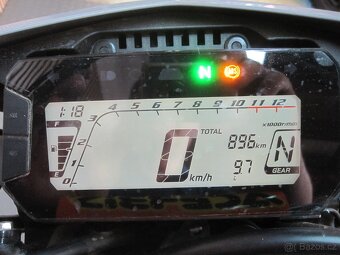 N
1:18
4 5 6 7 8 9 10 11 12
3
x1000r/min
F
TOTAL
896 km
0 km/h
N
2
1
0
9.7
L
GEAR
© Bazoš.cz